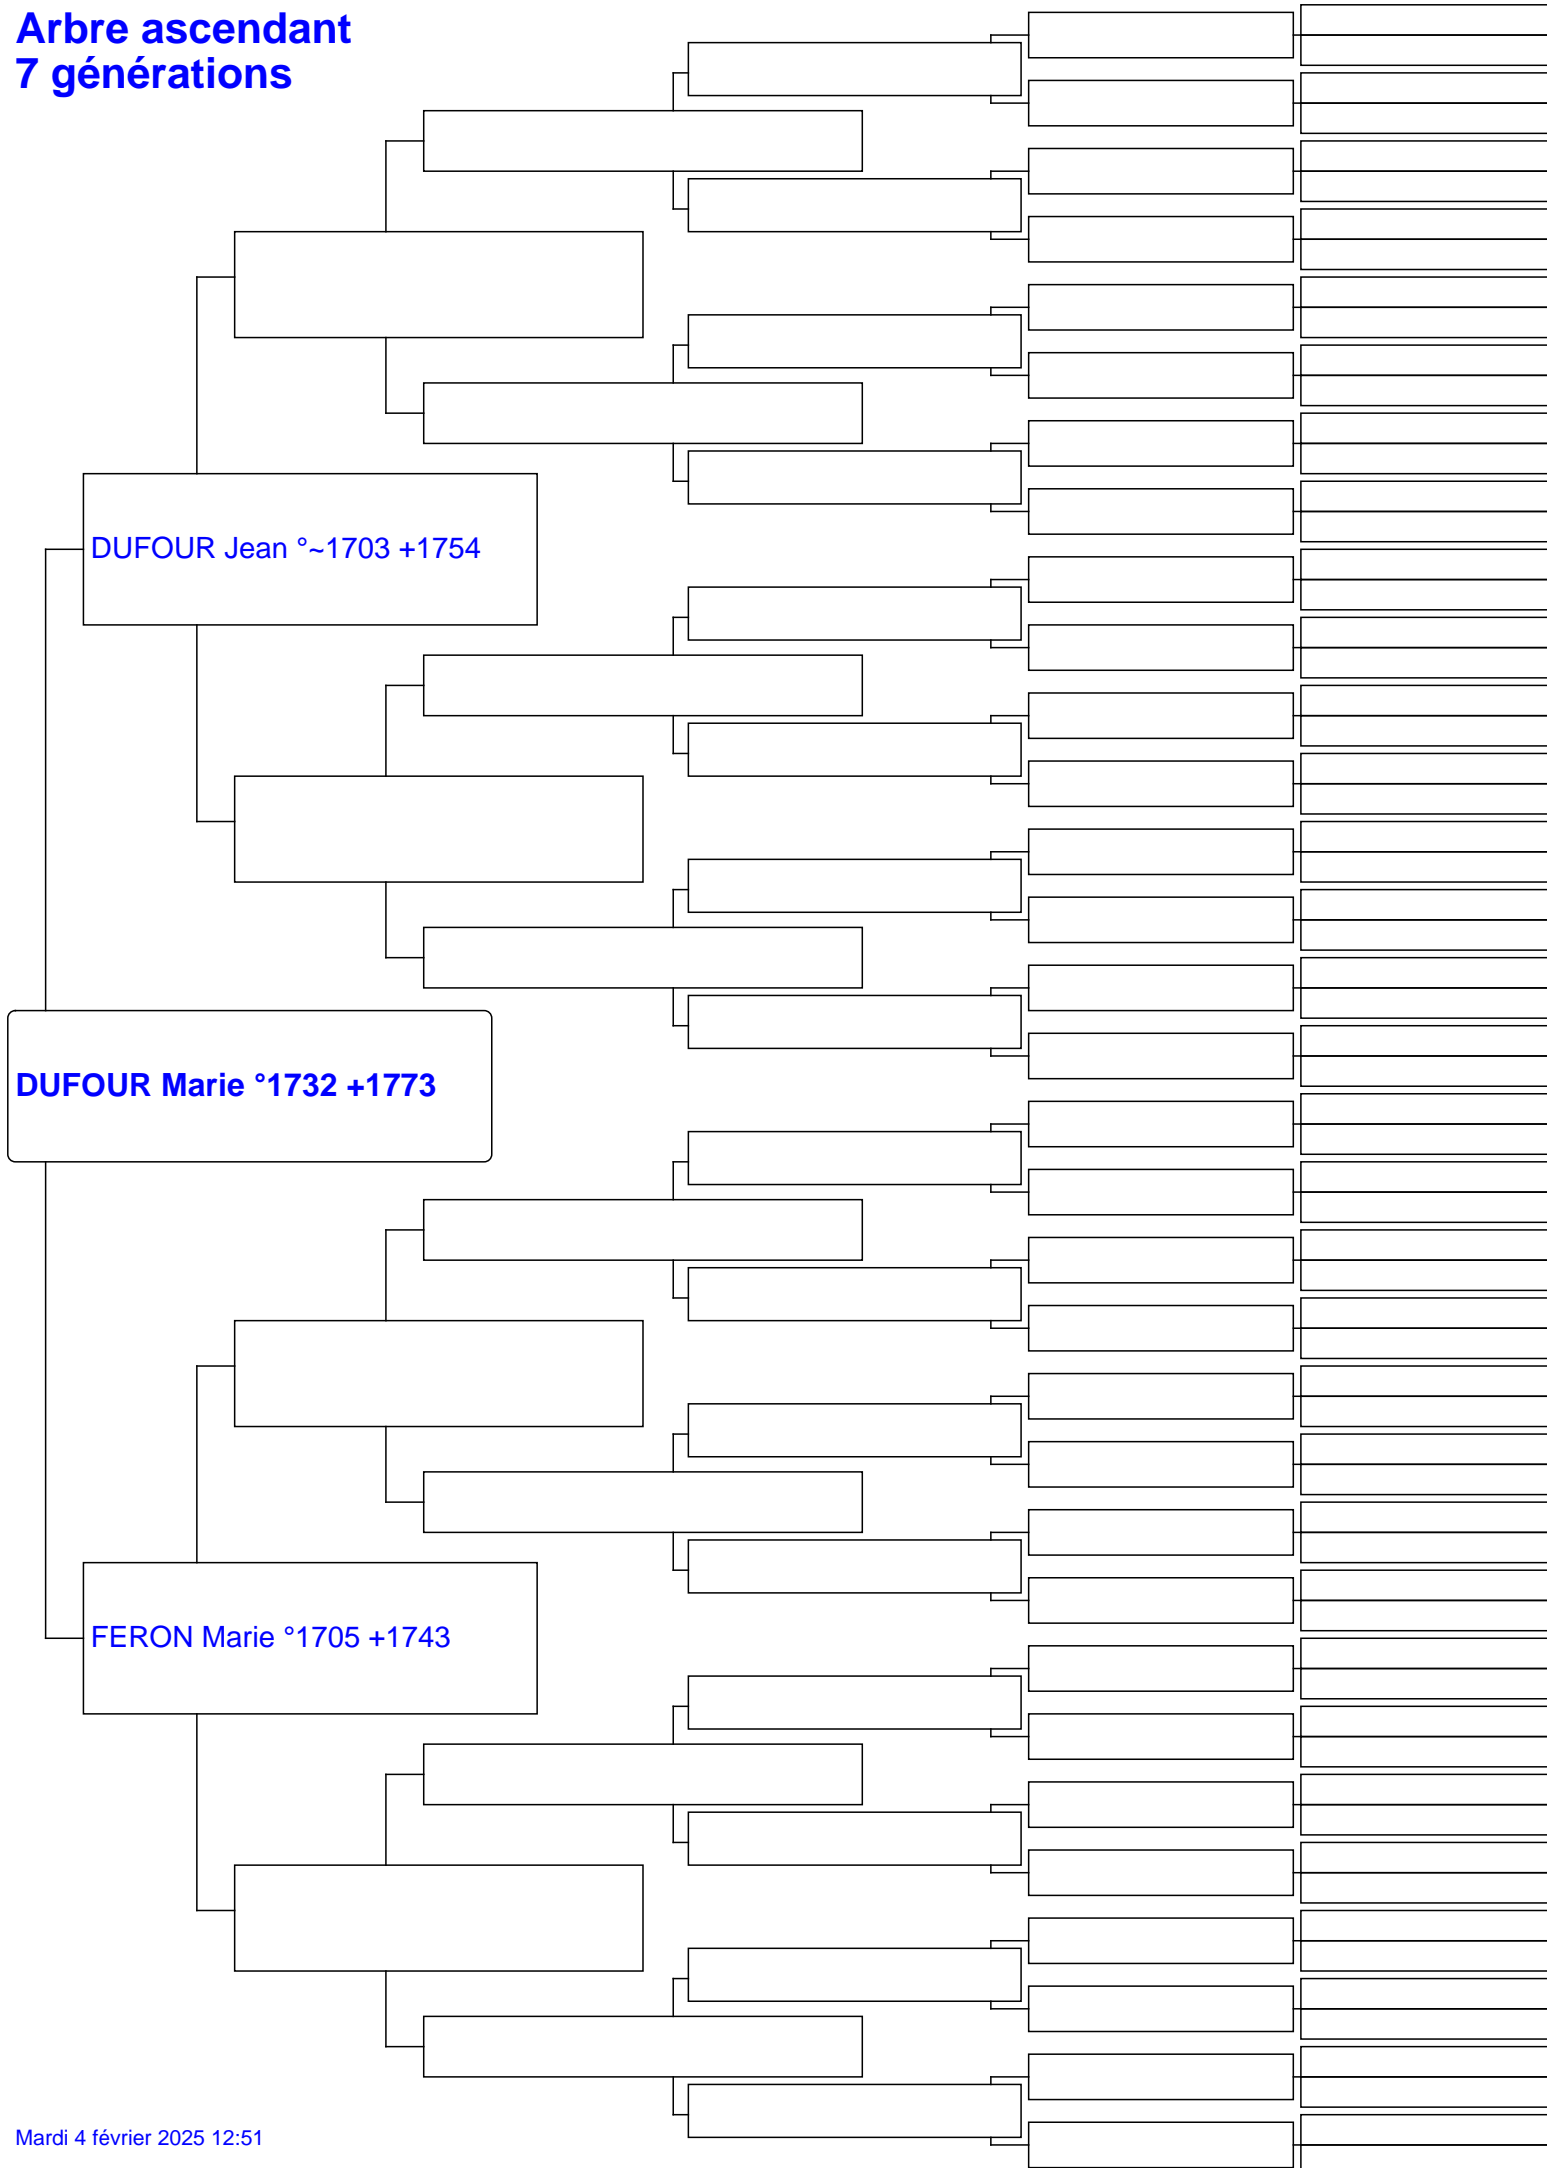 Arbre ascendant
7 générations
DUFOUR Jean °~1703 +1754
DUFOUR Marie °1732 +1773
FERON Marie °1705 +1743
Mardi 4 février 2025 12:51